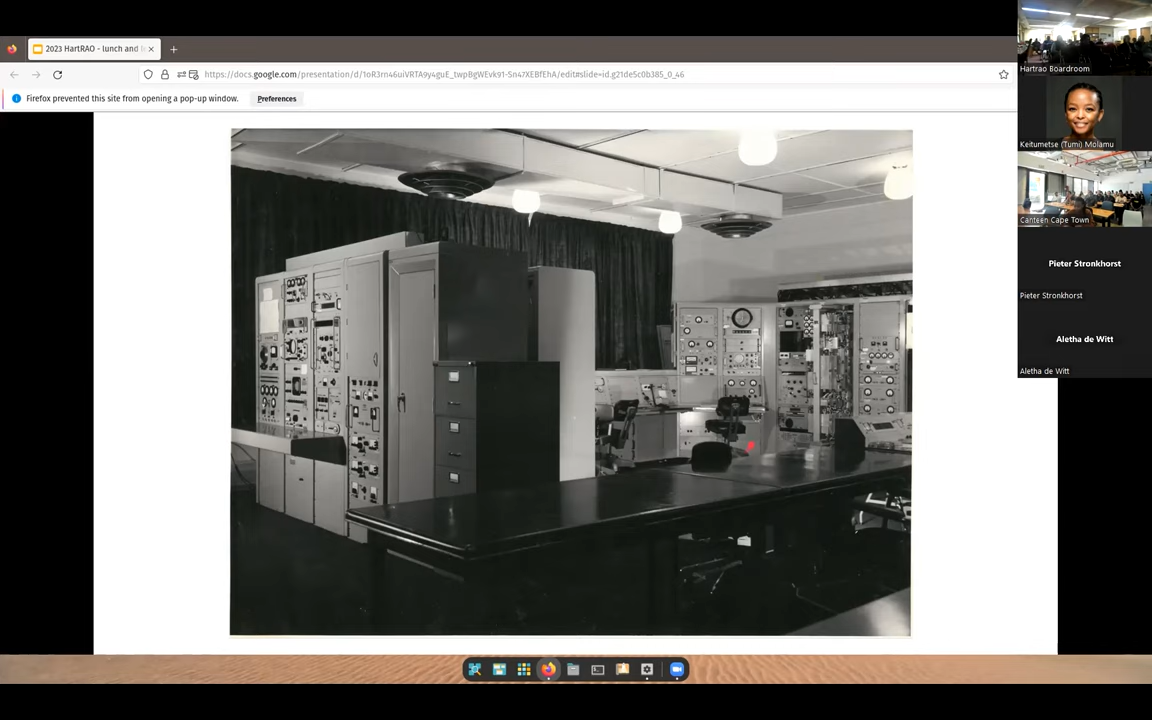 2023 HartRAO - lunch and l
https://docs.google.com/presentation/d/1oR3rn46uiVRTA9y4guE_twpBgWEvk91-Sn47XEBfEhA/edit#slide=id.g21de5c0b385_0_46
Firefox prevented this site from opening a pop-up window.
Preferences
Hartrao Boardroom
Keitumetse (Tumi) Molamu
Canteen Cape Town
Pieter Stronkhorst
Pieter Stronkhorst
Aletha de Witt
Aletha de Witt